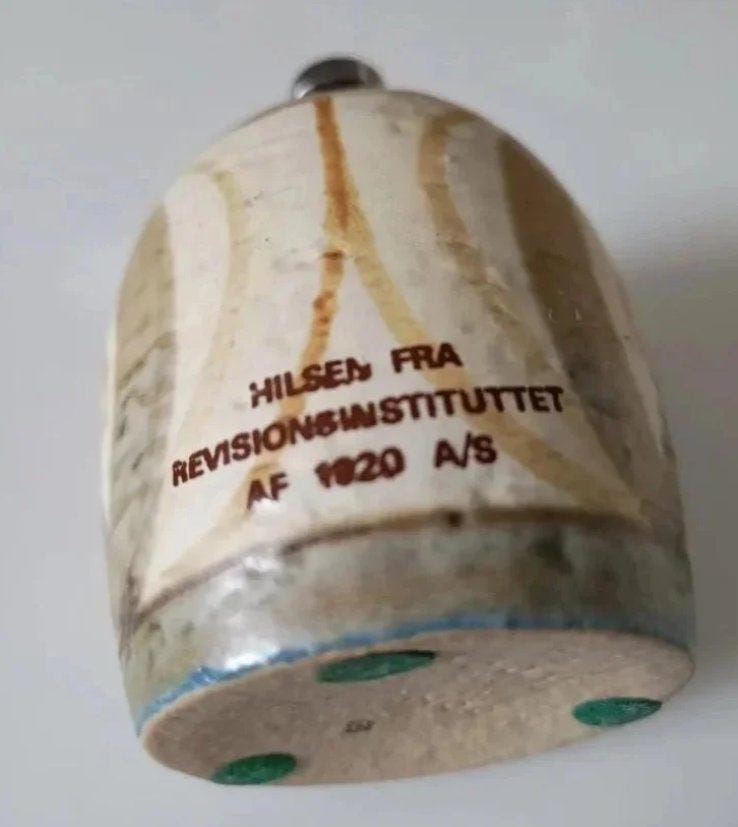 HILSEN FRA
REVISIONSINSTITUTTET
AF 1920 A/S